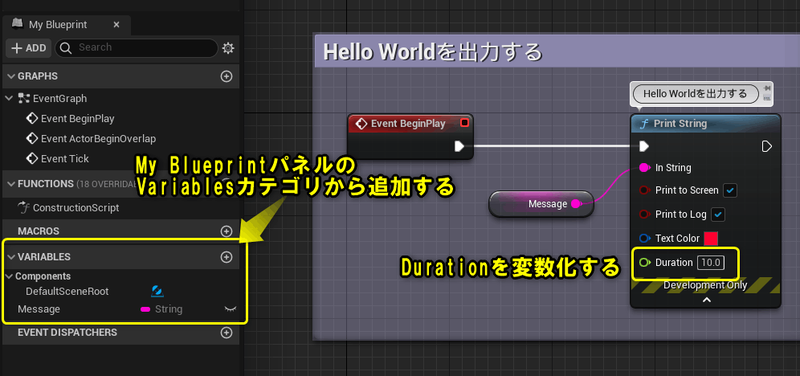 My Blueprint
ADD
Search
GRAPHS
EventGraph
Event BeginPlay
Event ActorBeginOverlap
Event Tick
FUNCTIONS (18 OVERRIDAB
ConstructionScript
MACROS
VARIABLES
Components
DefaultSceneRoot
Message
String
EVENT DISPATCHERS
My Blueprintパネルの
Variablesカテゴリから追加する
Hello Worldを出力する
Hello Worldを出力する
Event BeginPlay
Print String
In String
Message
Print to Screen
Print to Log
Text Color
Duration 10.0
Development Only
Durationを変数化する